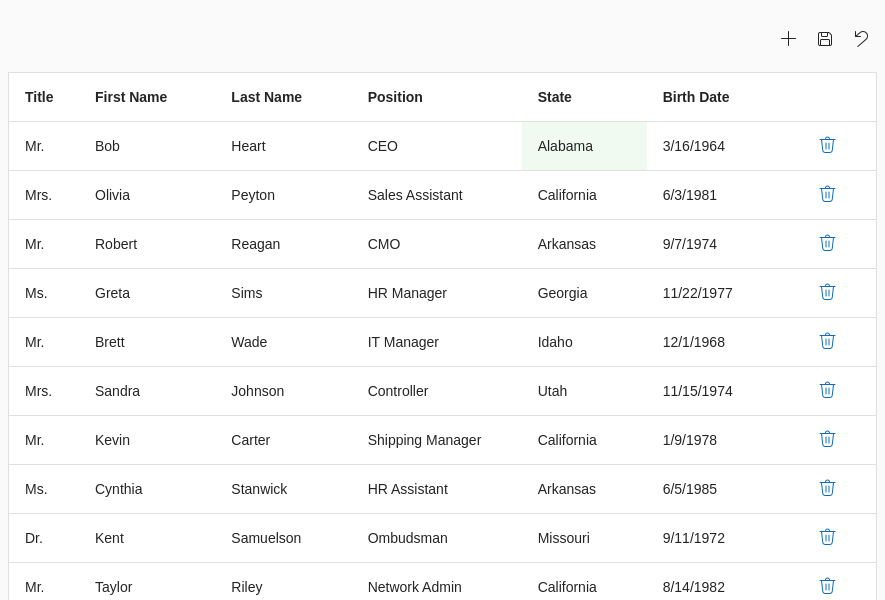 Title First Name Last Name Position State Birth Date
Mr. Bob Heart CEO Alabama 3/16/1964
Mrs. Olivia Peyton Sales Assistant California 6/3/1981
Mr. Robert Reagan CMO Arkansas 9/7/1974
Ms. Greta Sims HR Manager Georgia 11/22/1977
Mr. Brett Wade IT Manager Idaho 12/1/1968
Mrs. Sandra Johnson Controller Utah 11/15/1974
Mr. Kevin Carter Shipping Manager California 1/9/1978
Ms. Cynthia Stanwick HR Assistant Arkansas 6/5/1985
Dr. Kent Samuelson Ombudsman Missouri 9/11/1972
Mr. Taylor Riley Network Admin California 8/14/1982